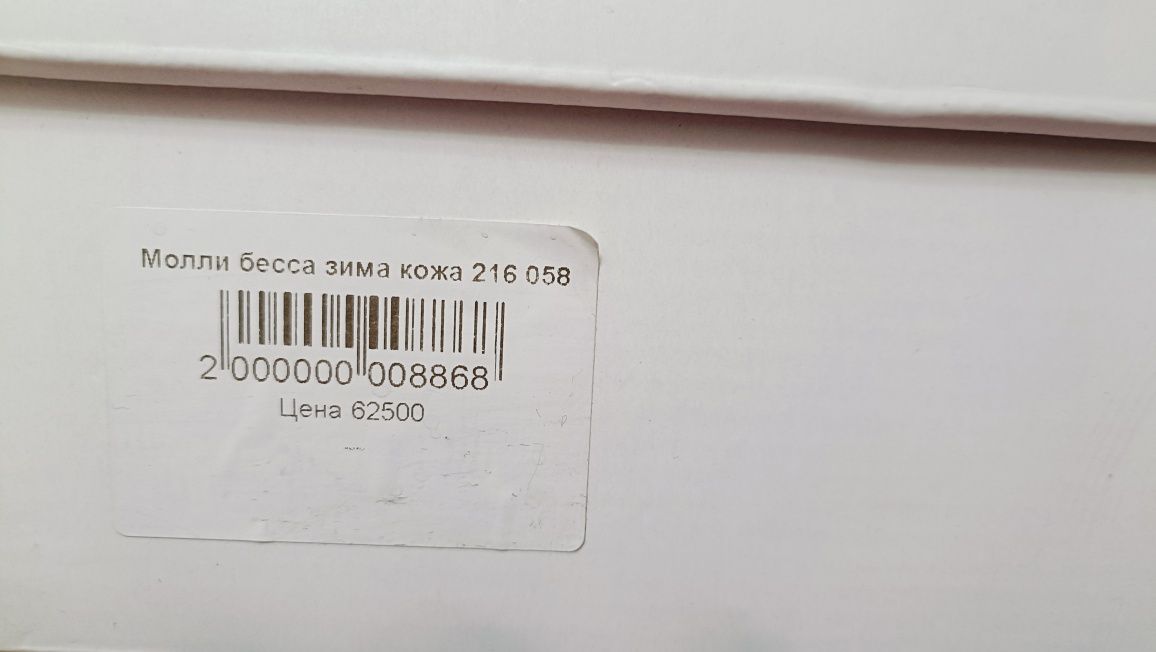 Молли бесса зима кожа 216 058
2 000000 008868
Цена 62500